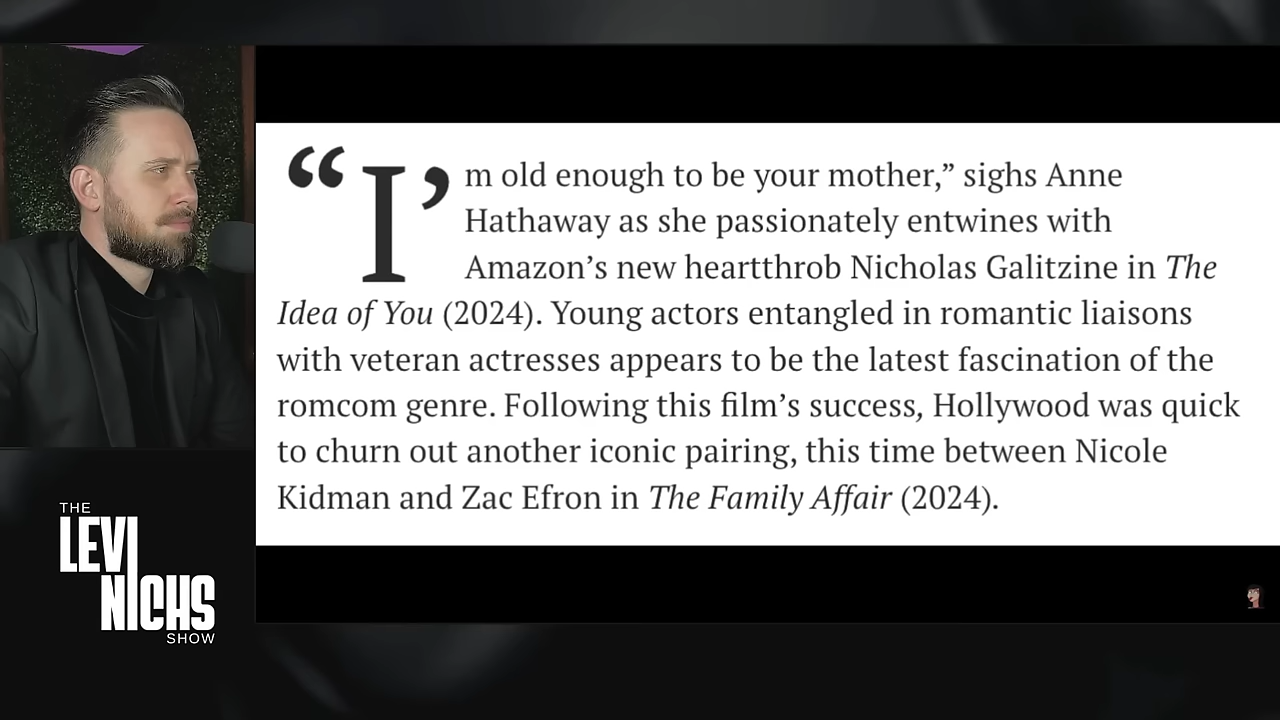 “I’m old enough to be your mother,” sighs Anne
Hathaway as she passionately entwines with
Amazon’s new heartthrob Nicholas Galitzine in The
Idea of You (2024). Young actors entangled in romantic liaisons
with veteran actresses appears to be the latest fascination of the
romcom genre. Following this film’s success, Hollywood was quick
to churn out another iconic pairing, this time between Nicole
Kidman and Zac Efron in The Family Affair (2024).
THE
LEVI
NICHS
SHOW